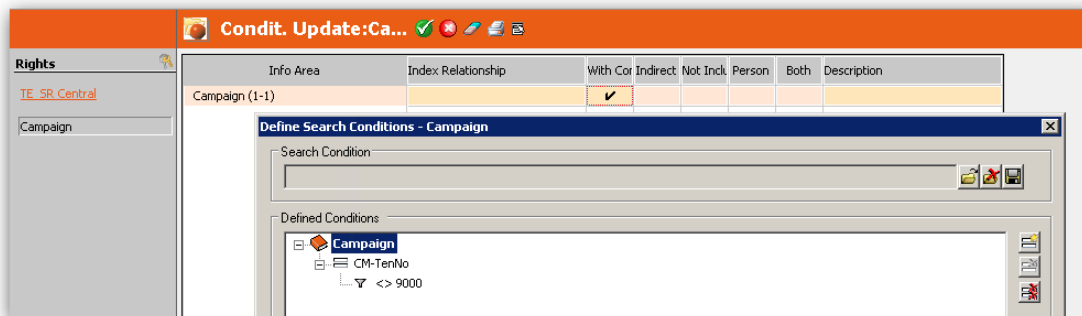 Condit. Update:Ca...
Rights
TE_SR Central
Campaign
Info Area Index Relationship With Cor Indirect Not Inclu Person Both Description
Campaign (1-1)
Define Search Conditions - Campaign
Search Condition
Defined Conditions
Campaign
CM-TenNo
<> 9000